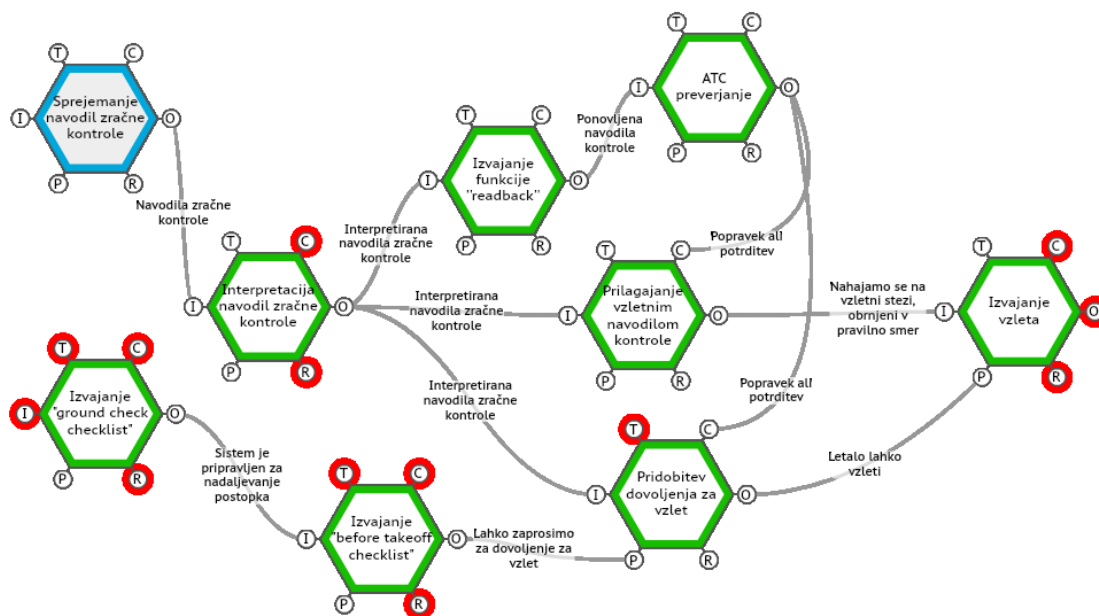 T
C
I
Sprejemanje
navodil zračne
kontrole
O
P
R
Navodila zračne
kontrole
T
C
I
Interpretacija
navodil zračne
kontrole
O
P
R
Interpretirana
navodila zračne
kontrole
T
C
I
Izvajanje
funkcije
"readback"
O
P
R
Ponovljena
navodila
kontrole
T
C
I
ATC
preverjanje
O
P
R
Popravek ali
potrditev
Interpretirana
navodila zračne
kontrole
T
C
I
Prilagajanje
vzletnim
navodilom
kontrole
O
P
R
Nahajamo se na
vzletni stezi,
obrnjeni v
pravilno smer
T
C
I
Izvajanje
vzleta
O
P
R
Interpretirana
navodila zračne
kontrole
Popravek ali
potrditev
T
C
I
Izvajanje
"ground check
checklist"
O
P
R
Sistem je
pripravljen za
nadaljevanje
postopka
T
C
I
Izvajanje
"before takeoff
checklist"
O
P
R
Lahko zaprosimo
za dovoljenje za
vzlet
T
C
I
Pridobitev
dovoljenja za
vzlet
O
P
R
Letalo lahko
vzleti